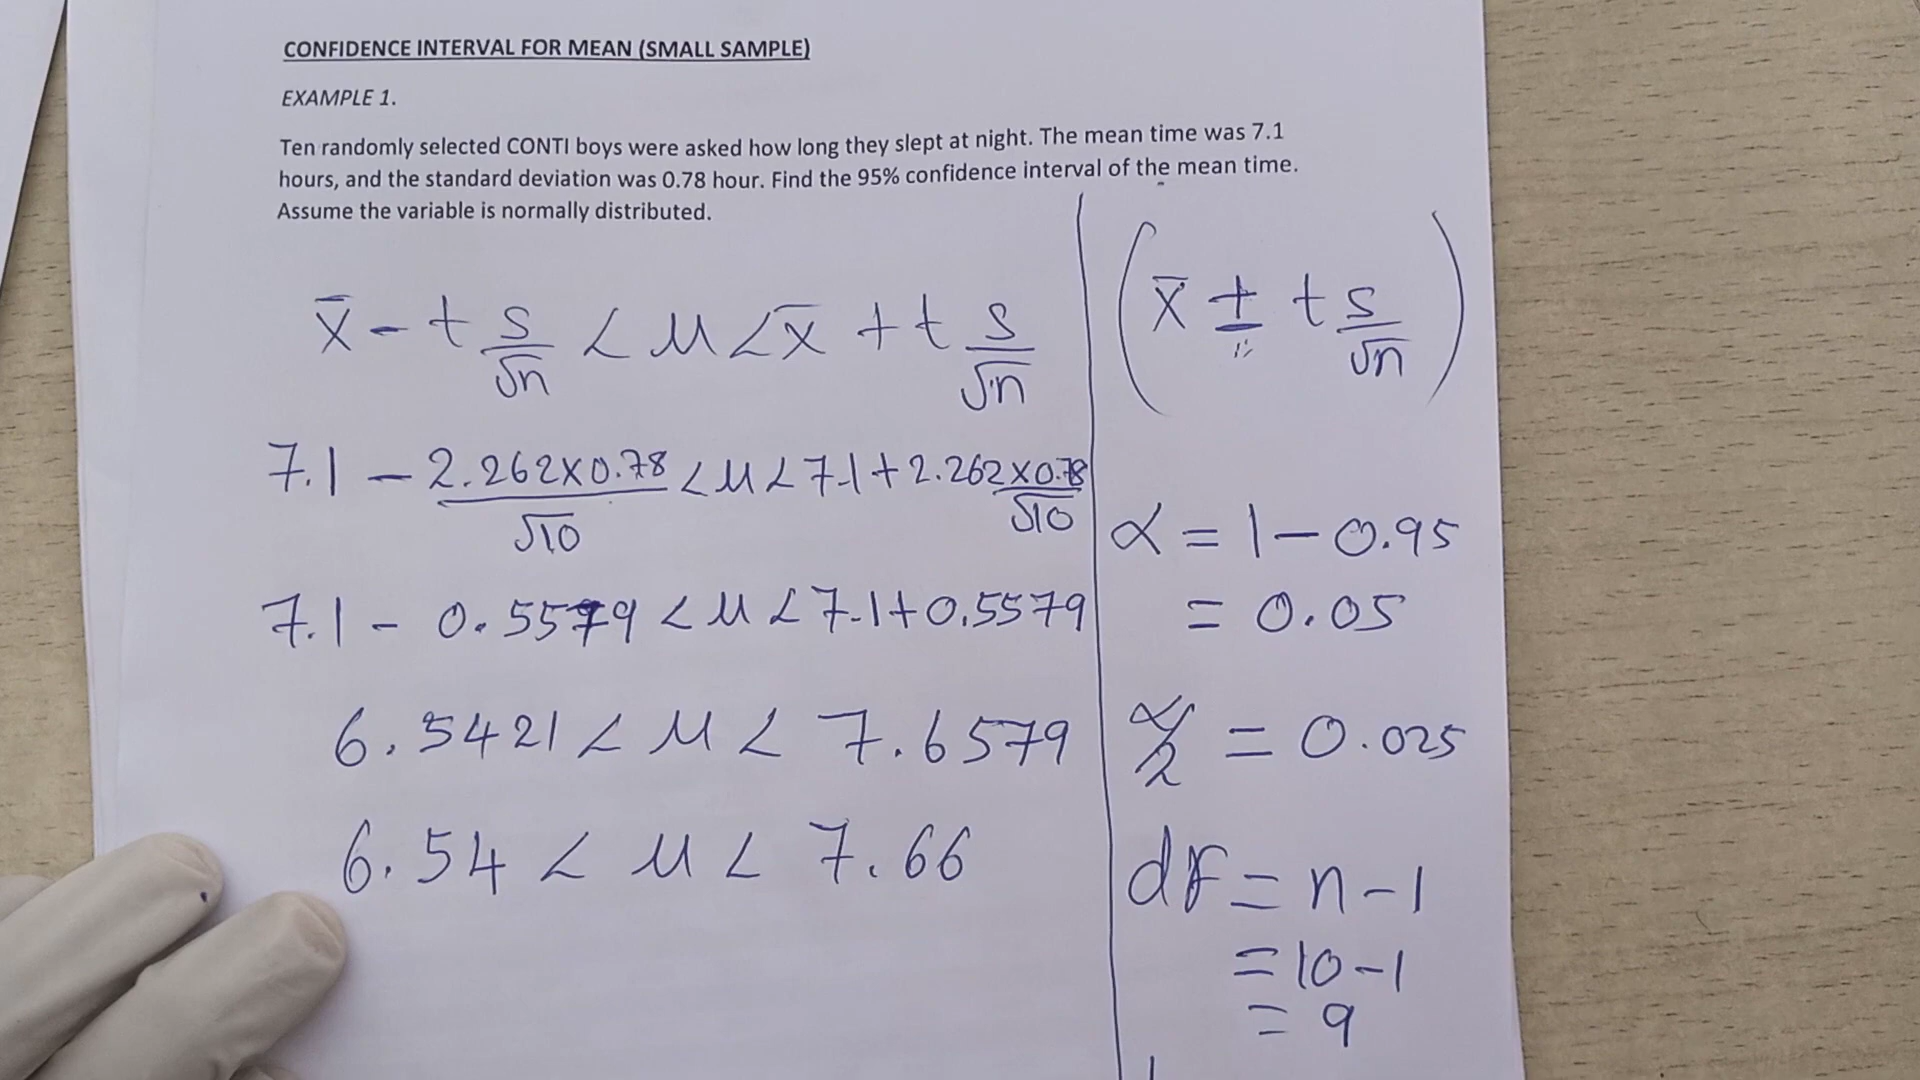 CONFIDENCE INTERVAL FOR MEAN (SMALL SAMPLE)
EXAMPLE 1.
Ten randomly selected CONTI boys were asked how long they slept at night. The mean time was 7.1
hours, and the standard deviation was 0.78 hour. Find the 95% confidence interval of the mean time.
Assume the variable is normally distributed.
x̄ - t s/√n < μ < x̄ + t s/√n
7.1 - 2.262×0.78/√10 < μ < 7.1 + 2.262×0.78/√10
7.1 - 0.5579 < μ < 7.1 + 0.5579
6.5421 < μ < 7.6579
6.54 < μ < 7.66
(x̄ ± t s/√n)
α = 1 - 0.95
= 0.05
α/2 = 0.025
df = n - 1
= 10 - 1
= 9